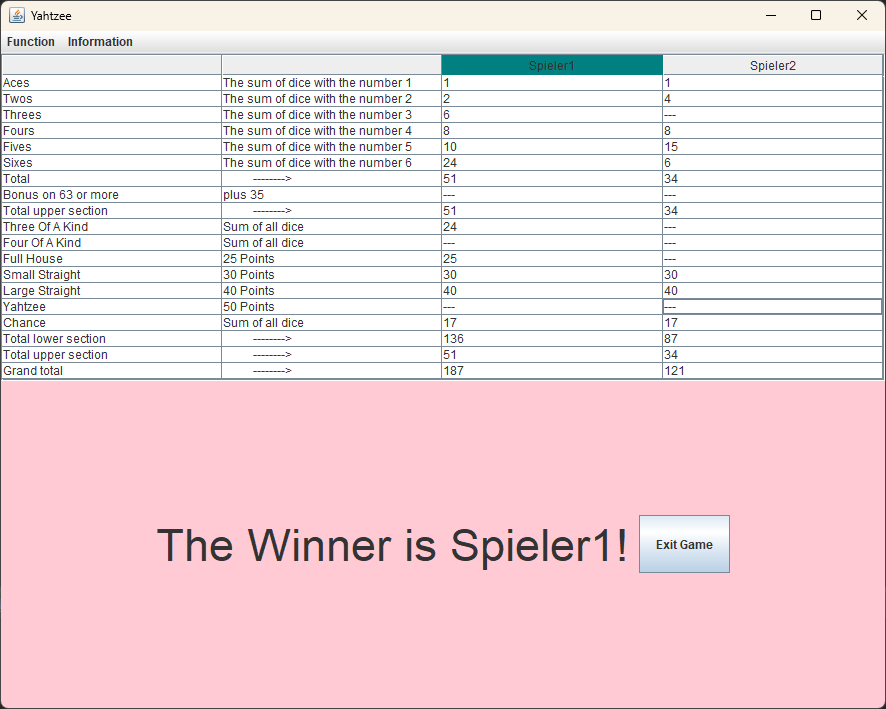 Yahtzee
Function Information
Spieler1 Spieler2
Aces The sum of dice with the number 1 1 1
Twos The sum of dice with the number 2 2 4
Threes The sum of dice with the number 3 6 ---
Fours The sum of dice with the number 4 8 8
Fives The sum of dice with the number 5 10 15
Sixes The sum of dice with the number 6 24 6
Total --------> 51 34
Bonus on 63 or more plus 35 --- ---
Total upper section --------> 51 34
Three Of A Kind Sum of all dice 24 ---
Four Of A Kind Sum of all dice --- ---
Full House 25 Points 25 ---
Small Straight 30 Points 30 30
Large Straight 40 Points 40 40
Yahtzee 50 Points --- ---
Chance Sum of all dice 17 17
Total lower section --------> 136 87
Total upper section --------> 51 34
Grand total --------> 187 121
The Winner is Spieler1! Exit Game